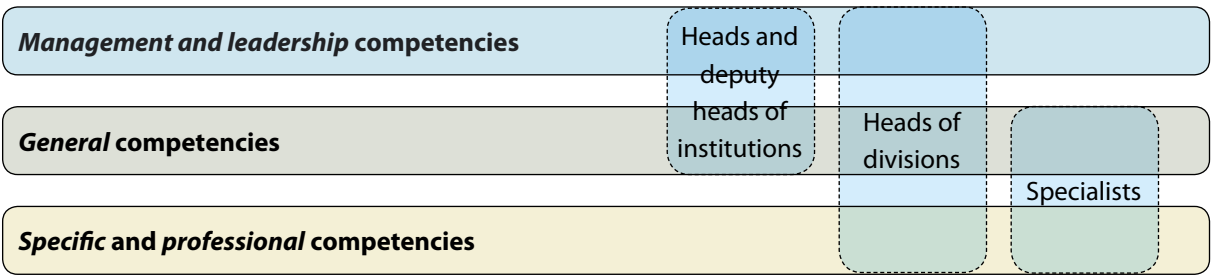 Management and leadership competencies
Heads and
deputy
heads of
institutions
General competencies
Heads of
divisions
Specialists
Specific and professional competencies